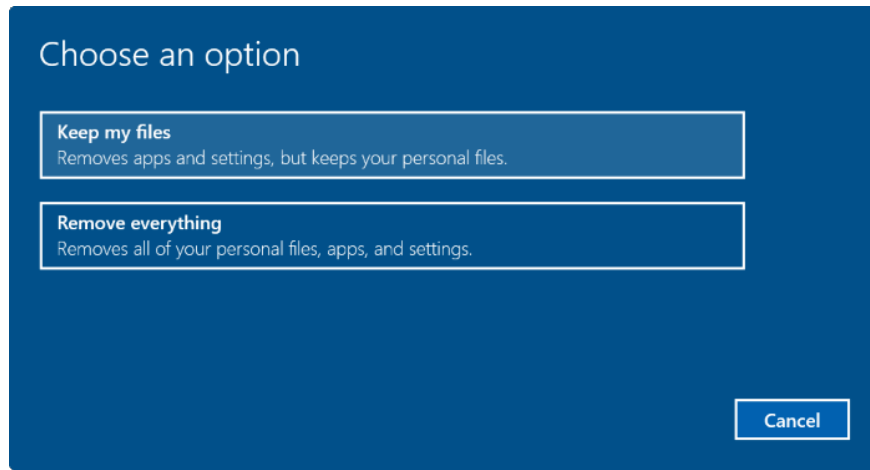 Choose an option
Keep my files
Removes apps and settings, but keeps your personal files.
Remove everything
Removes all of your personal files, apps, and settings.
Cancel